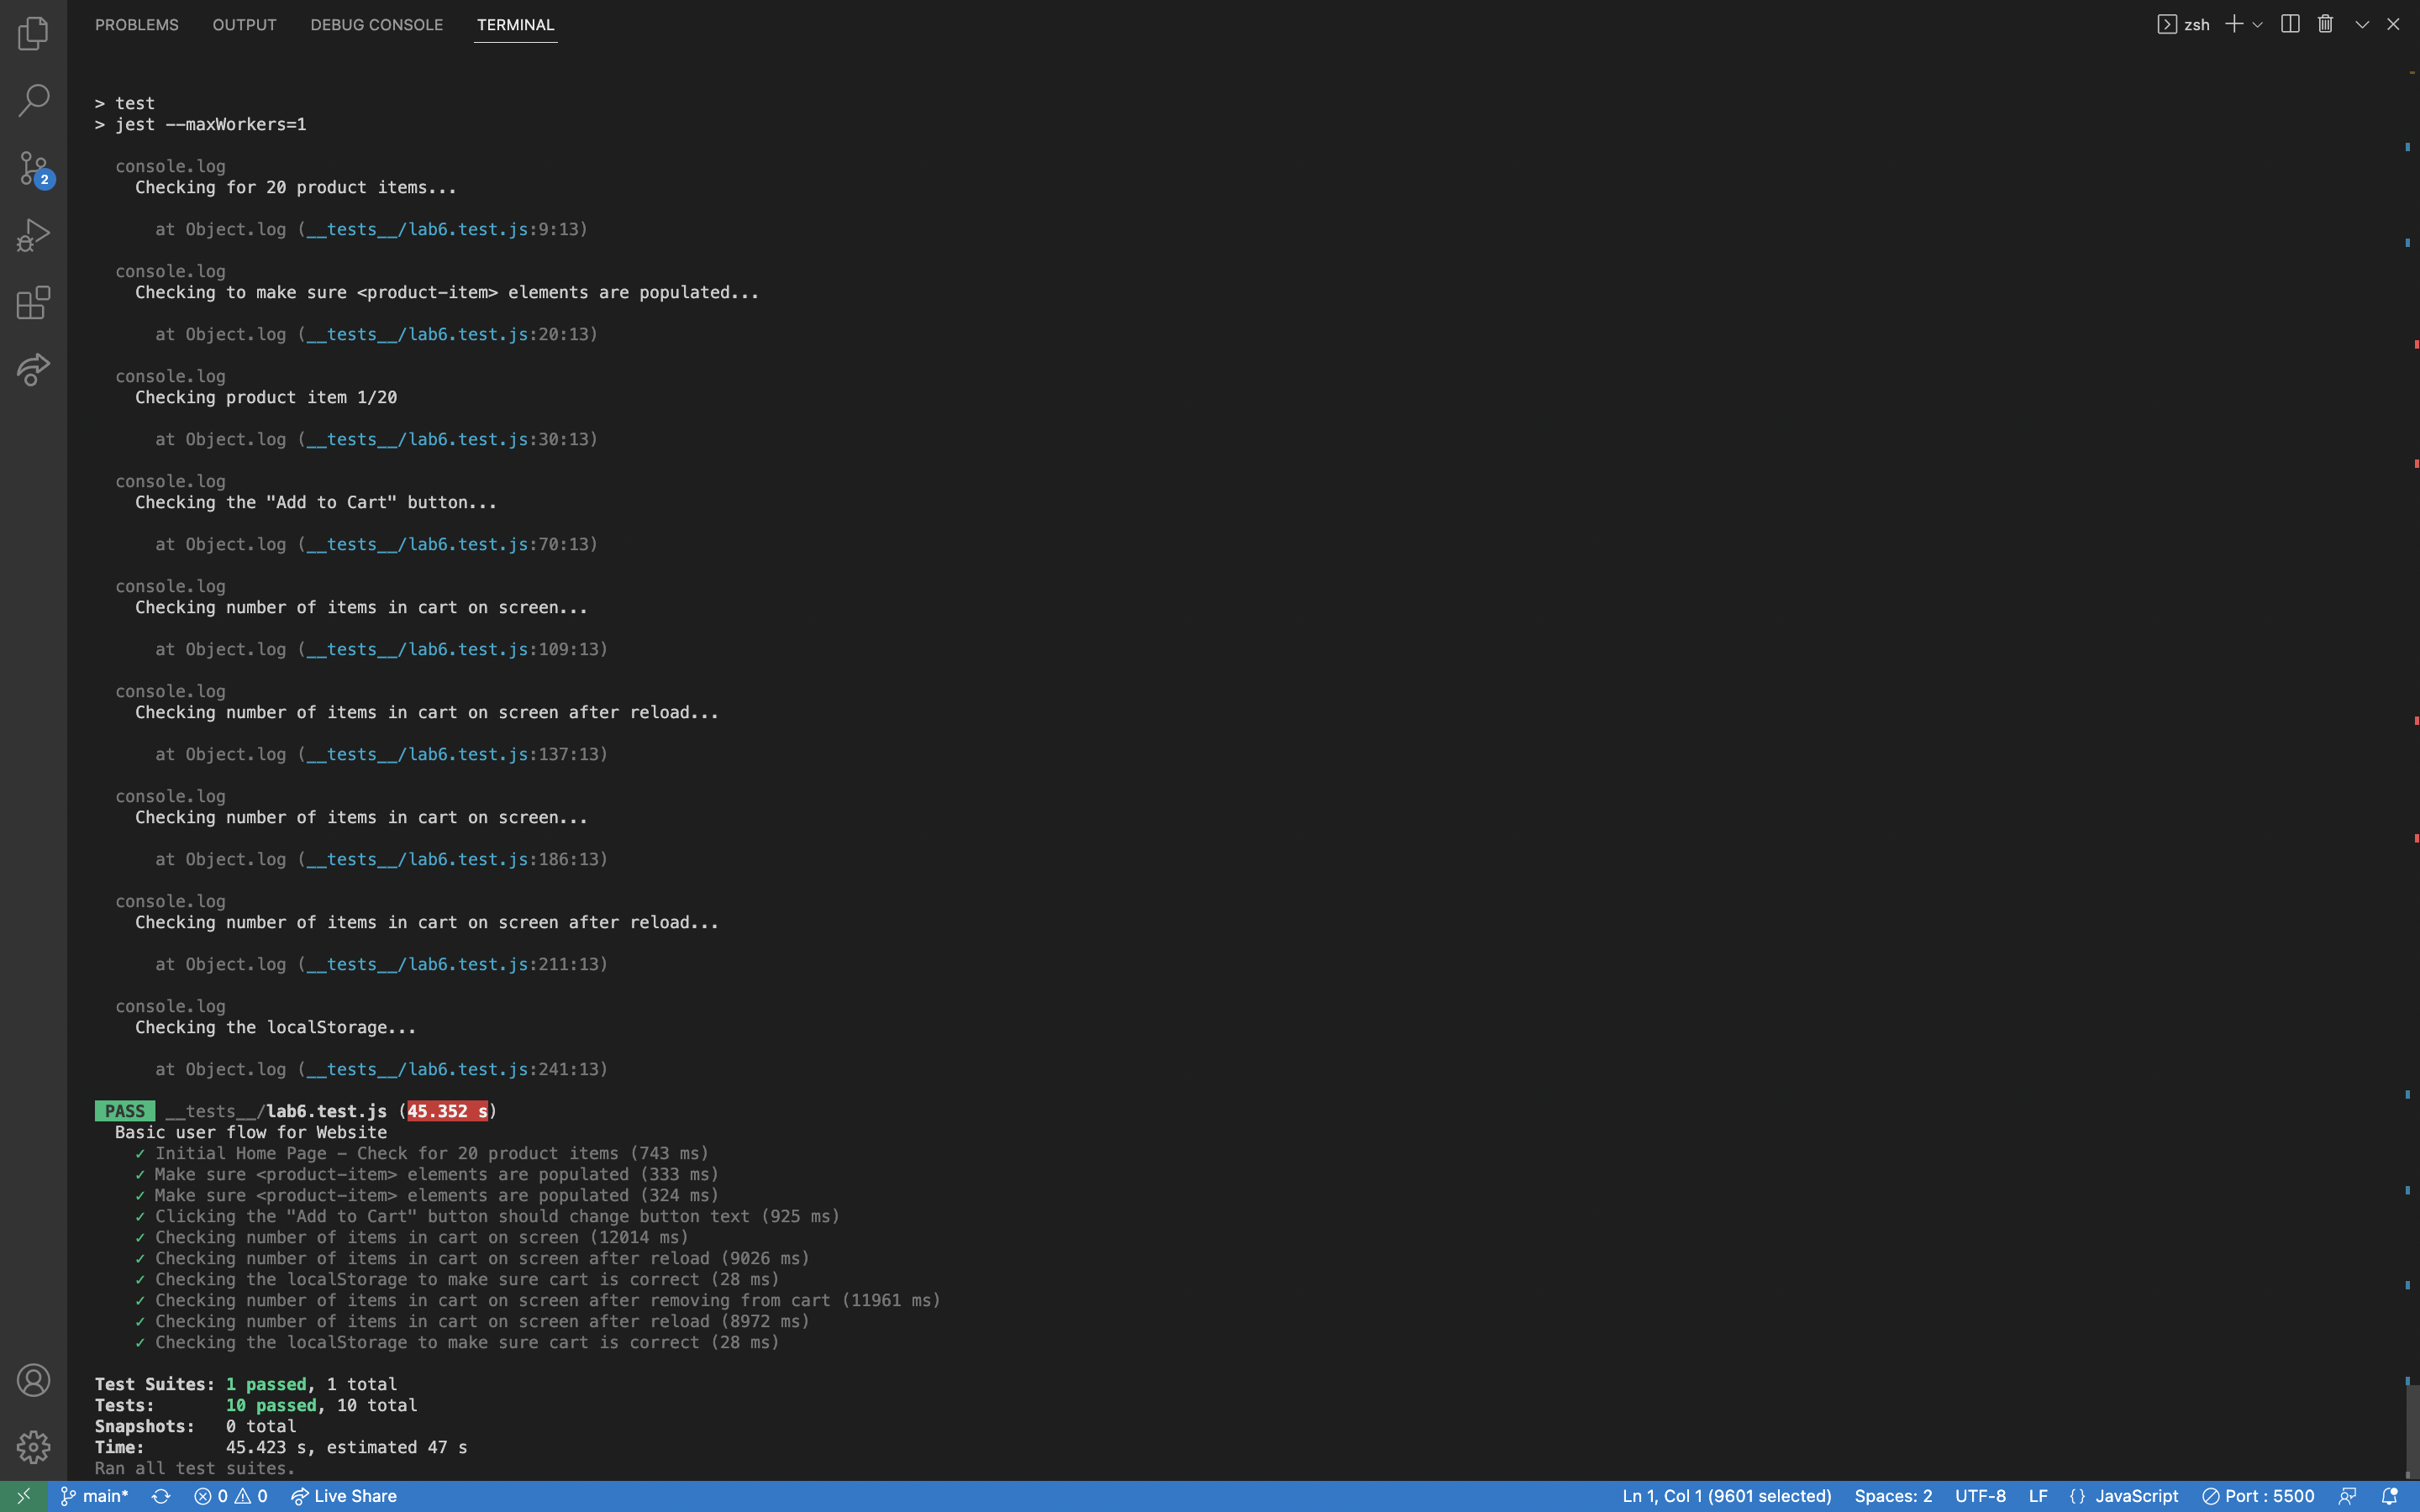 PROBLEMS OUTPUT DEBUG CONSOLE TERMINAL zsh
> test
> jest --maxWorkers=1
console.log
Checking for 20 product items...
at Object.log (__tests__/lab6.test.js:9:13)
console.log
Checking to make sure <product-item> elements are populated...
at Object.log (__tests__/lab6.test.js:20:13)
console.log
Checking product item 1/20
at Object.log (__tests__/lab6.test.js:30:13)
console.log
Checking the "Add to Cart" button...
at Object.log (__tests__/lab6.test.js:70:13)
console.log
Checking number of items in cart on screen...
at Object.log (__tests__/lab6.test.js:109:13)
console.log
Checking number of items in cart on screen after reload...
at Object.log (__tests__/lab6.test.js:137:13)
console.log
Checking number of items in cart on screen...
at Object.log (__tests__/lab6.test.js:186:13)
console.log
Checking number of items in cart on screen after reload...
at Object.log (__tests__/lab6.test.js:211:13)
console.log
Checking the localStorage...
at Object.log (__tests__/lab6.test.js:241:13)
PASS __tests__/lab6.test.js (45.352 s)
Basic user flow for Website
✓ Initial Home Page – Check for 20 product items (743 ms)
✓ Make sure <product-item> elements are populated (333 ms)
✓ Make sure <product-item> elements are populated (324 ms)
✓ Clicking the "Add to Cart" button should change button text (925 ms)
✓ Checking number of items in cart on screen (12014 ms)
✓ Checking number of items in cart on screen after reload (9026 ms)
✓ Checking the localStorage to make sure cart is correct (28 ms)
✓ Checking number of items in cart on screen after removing from cart (11961 ms)
✓ Checking number of items in cart on screen after reload (8972 ms)
✓ Checking the localStorage to make sure cart is correct (28 ms)
Test Suites: 1 passed, 1 total
Tests: 10 passed, 10 total
Snapshots: 0 total
Time: 45.423 s, estimated 47 s
Ran all test suites.
2
main* 0 0 Live Share Ln 1, Col 1 (9601 selected) Spaces: 2 UTF-8 LF {} JavaScript Port : 5500